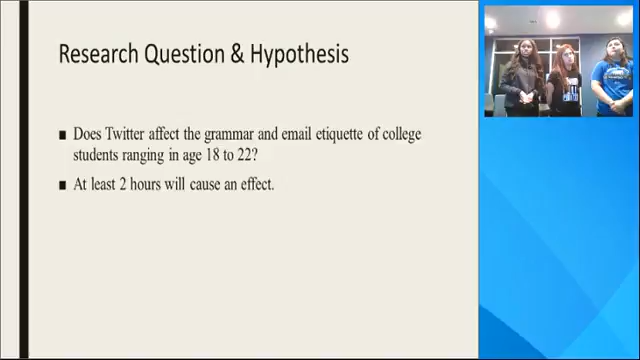 Research Question & Hypothesis
■ Does Twitter affect the grammar and email etiquette of college
students ranging in age 18 to 22?
■ At least 2 hours will cause an effect.